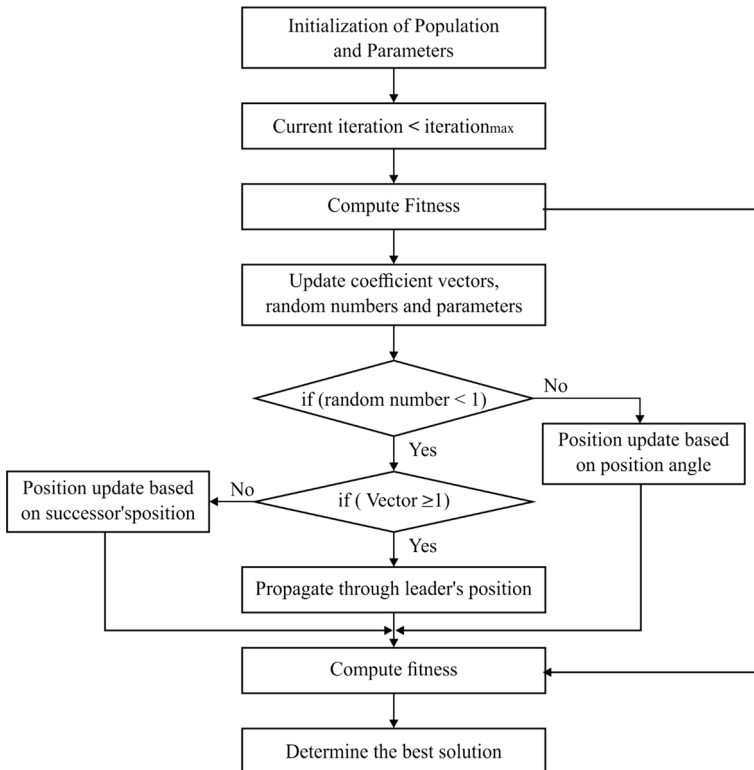 Initialization of Population
and Parameters
Current iteration < iterationmax
Compute Fitness
Update coefficient vectors,
random numbers and parameters
if (random number < 1)
No
Position update based
on position angle
Yes
if ( Vector ≥1)
No
Position update based
on successor'sposition
Yes
Propagate through leader's position
Compute fitness
Determine the best solution